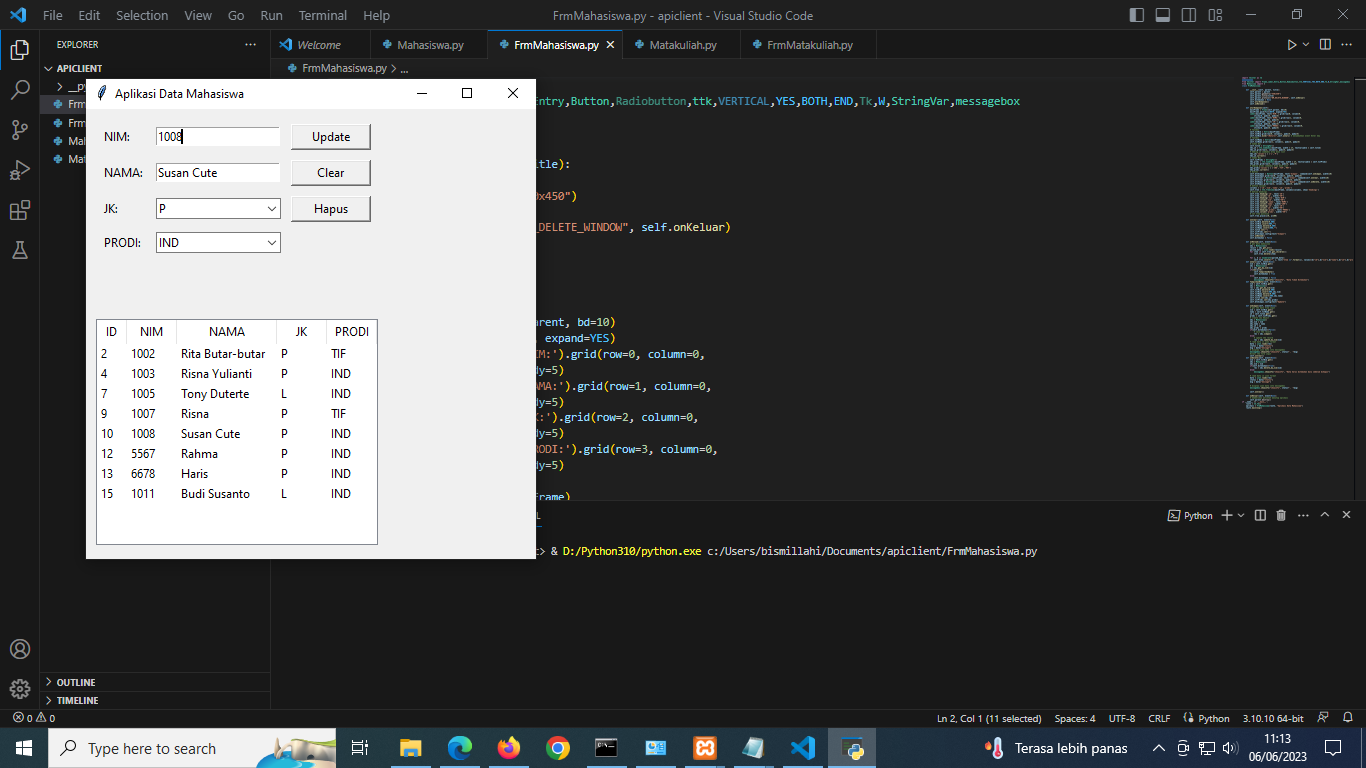 File Edit Selection View Go Run Terminal Help FrmMahasiswa.py - apiclient - Visual Studio Code
EXPLORER
Welcome Mahasiswa.py FrmMahasiswa.py Matakuliah.py FrmMatakuliah.py
APICLIENT
FrmMahasiswa.py > ...
__py
Frm
Frm
Mal
Mat
Aplikasi Data Mahasiswa
NIM: 1008 Update
NAMA: Susan Cute Clear
JK: P Hapus
PRODI: IND
ID NIM NAMA JK PRODI
2 1002 Rita Butar-butar P TIF
4 1003 Risna Yulianti P IND
7 1005 Tony Duterte L IND
9 1007 Risna P TIF
10 1008 Susan Cute P IND
12 5567 Rahma P IND
13 6678 Haris P IND
15 1011 Budi Susanto L IND
Entry,Button,Radiobutton,ttk,VERTICAL,YES,BOTH,END,Tk,W,StringVar,messagebox
itle):
0x450")
_DELETE_WINDOW", self.onKeluar)
arent, bd=10)
, expand=YES)
IM:').grid(row=0, column=0,
dy=5)
AMA:').grid(row=1, column=0,
dy=5)
K:').grid(row=2, column=0,
dy=5)
RODI:').grid(row=3, column=0,
dy=5)
Frame)
L
Python
t> & D:/Python310/python.exe c:/Users/bismillahi/Documents/apiclient/FrmMahasiswa.py
OUTLINE
TIMELINE
0 0 Ln 2, Col 1 (11 selected) Spaces: 4 UTF-8 CRLF Python 3.10.10 64-bit
Type here to search
Terasa lebih panas
11:13
06/06/2023